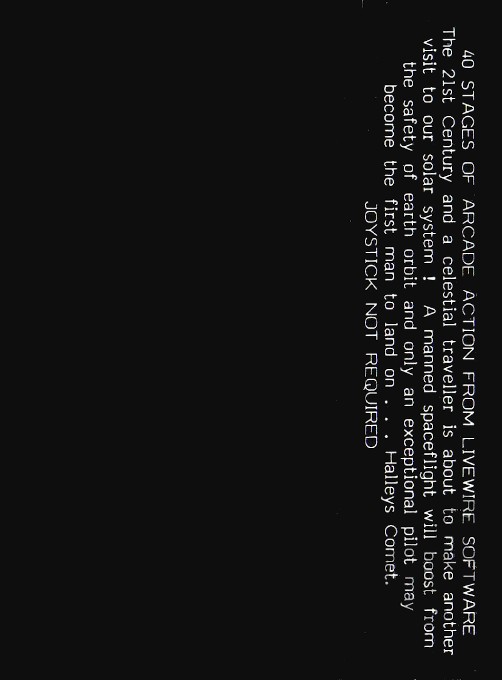 40 STAGES OF ARCADE ACTION FROM LIVEWIRE SOFTWARE
The 21st Century and a celestial traveller is about to make another
visit to our solar system ! A manned spaceflight will boost from
the safety of earth orbit and only an exceptional pilot may
become the first man to land on . . . Halleys Comet.
JOYSTICK NOT REQUIRED